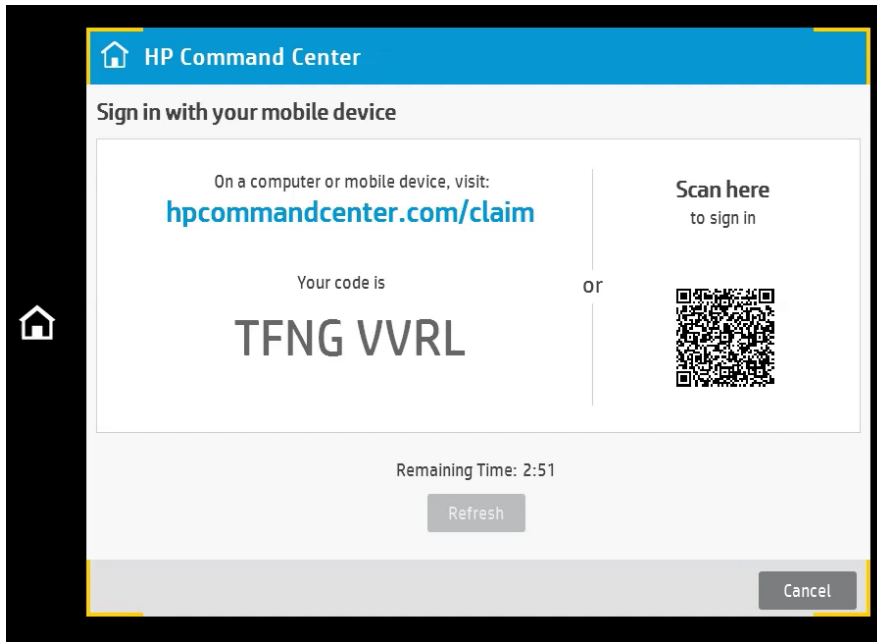 HP Command Center
Sign in with your mobile device
On a computer or mobile device, visit:
hpcommandcenter.com/claim
Your code is
TFNG VVRL
or
Scan here
to sign in
Remaining Time: 2:51
Refresh
Cancel